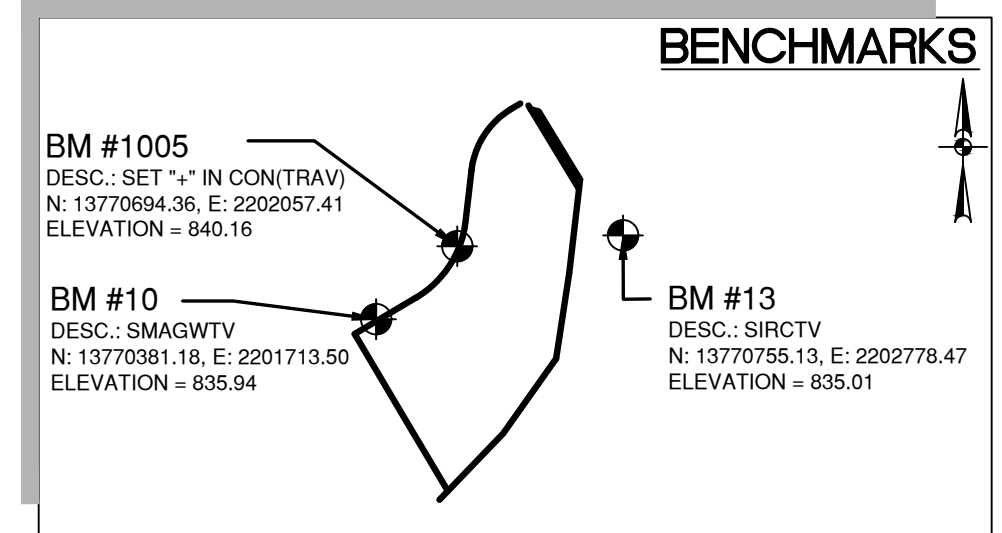 BENCHMARKS
BM #1005
DESC.: SET "+" IN CON(TRAV)
N: 13770694.36, E: 2202057.41
ELEVATION = 840.16
BM #10
DESC.: SMAGWTV
N: 13770381.18, E: 2201713.50
ELEVATION = 835.94
BM #13
DESC.: SIRCTV
N: 13770755.13, E: 2202778.47
ELEVATION = 835.01